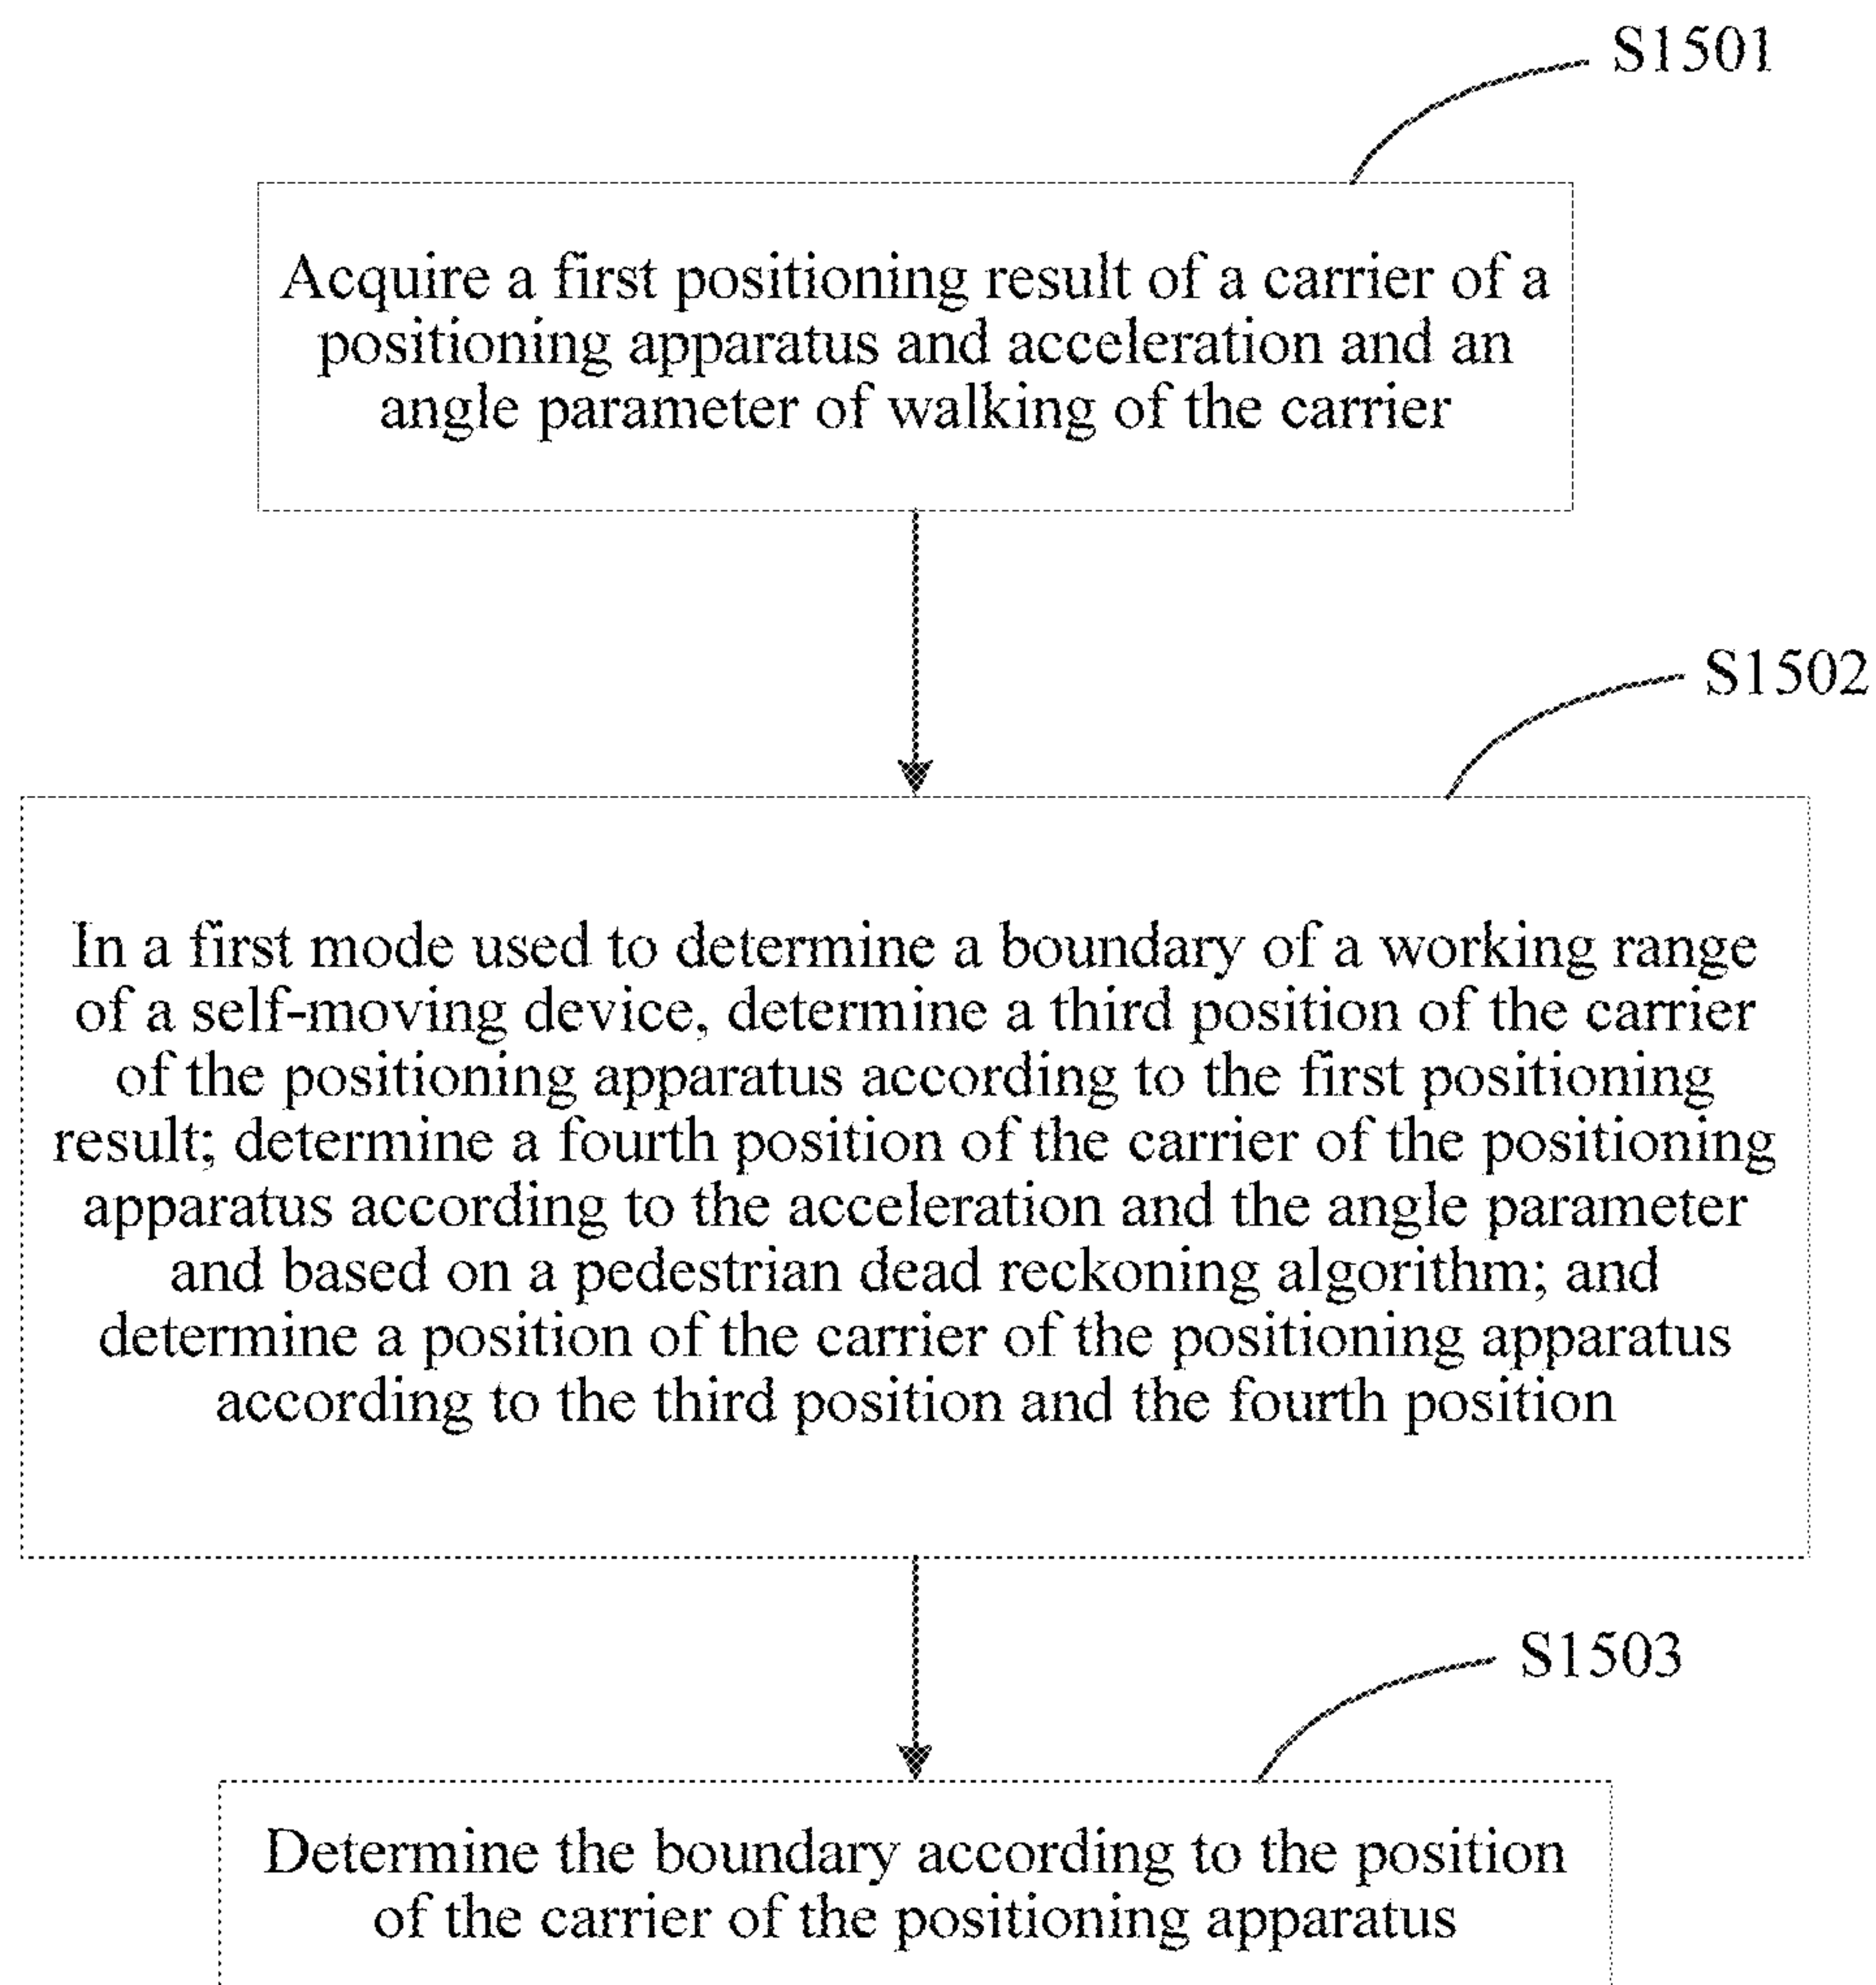 S1501
Acquire a first positioning result of a carrier of a
positioning apparatus and acceleration and an
angle parameter of walking of the carrier
S1502
In a first mode used to determine a boundary of a working range
of a self-moving device, determine a third position of the carrier
of the positioning apparatus according to the first positioning
result; determine a fourth position of the carrier of the positioning
apparatus according to the acceleration and the angle parameter
and based on a pedestrian dead reckoning algorithm; and
determine a position of the carrier of the positioning apparatus
according to the third position and the fourth position
S1503
Determine the boundary according to the position
of the carrier of the positioning apparatus